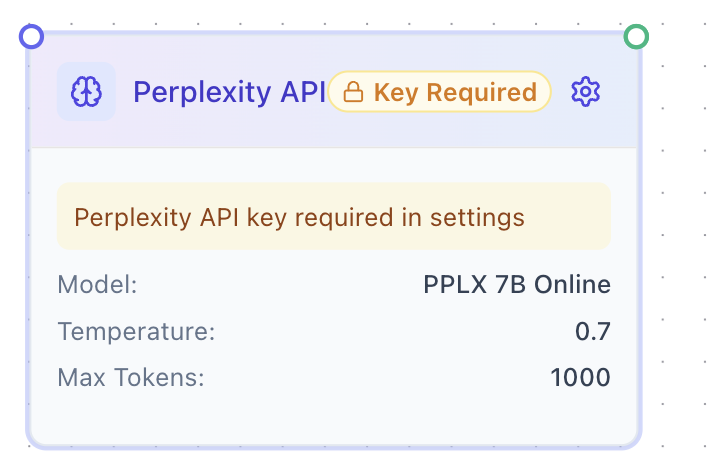 Perplexity API Key Required
Perplexity API key required in settings
Model: PPLX 7B Online
Temperature: 0.7
Max Tokens: 1000